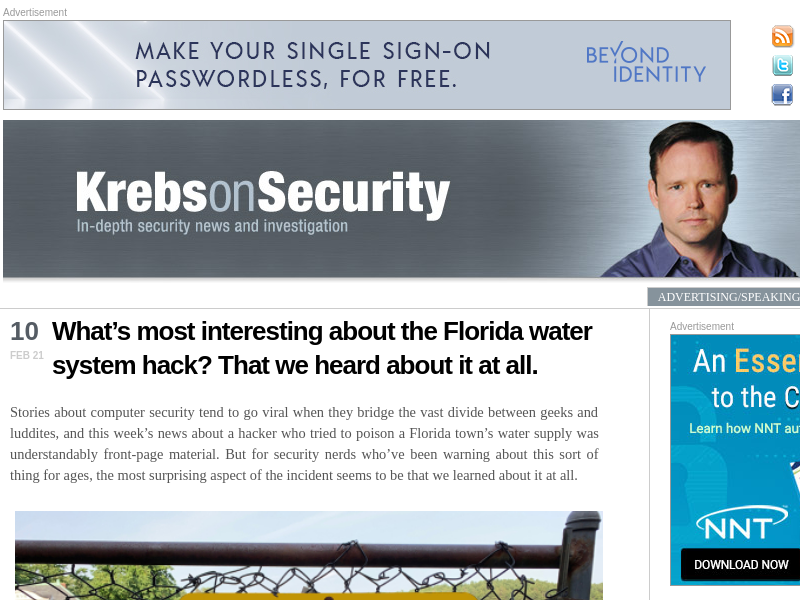 Advertisement
MAKE YOUR SINGLE SIGN-ON
PASSWORDLESS, FOR FREE.
BEYOND
IDENTITY
KrebsonSecurity
In-depth security news and investigation
ADVERTISING/SPEAKING
10
FEB 21
What’s most interesting about the Florida water
system hack? That we heard about it at all.
Stories about computer security tend to go viral when they bridge the vast divide between geeks and
luddites, and this week’s news about a hacker who tried to poison a Florida town’s water supply was
understandably front-page material. But for security nerds who’ve been warning about this sort of
thing for ages, the most surprising aspect of the incident seems to be that we learned about it at all.
Advertisement
An Esse
to the C
Learn how NNT au
NNT
DOWNLOAD NOW